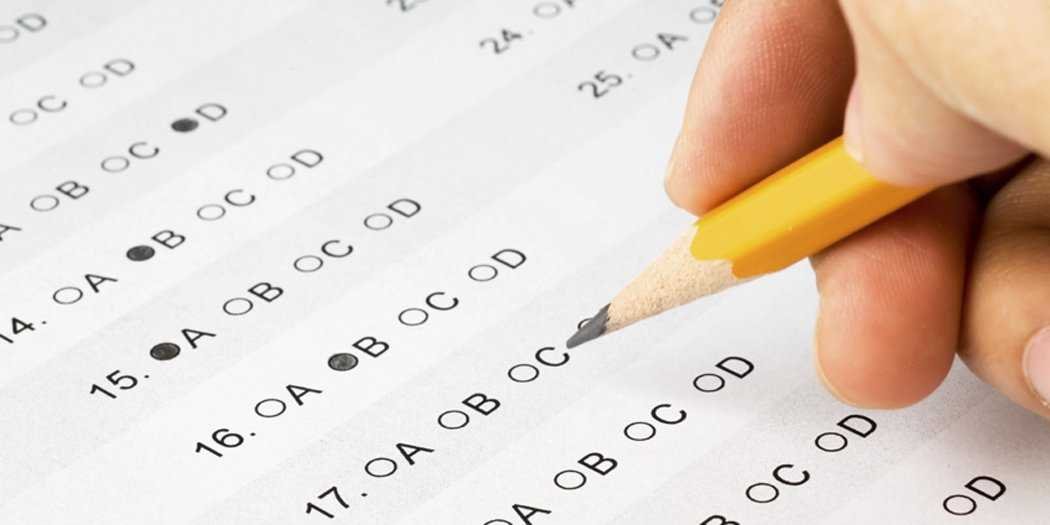 D
C D
A B C D
14. A B C D
15. A B C D
16. A B C D
17. A B C
A B C D
B C D
D
24.
25. A